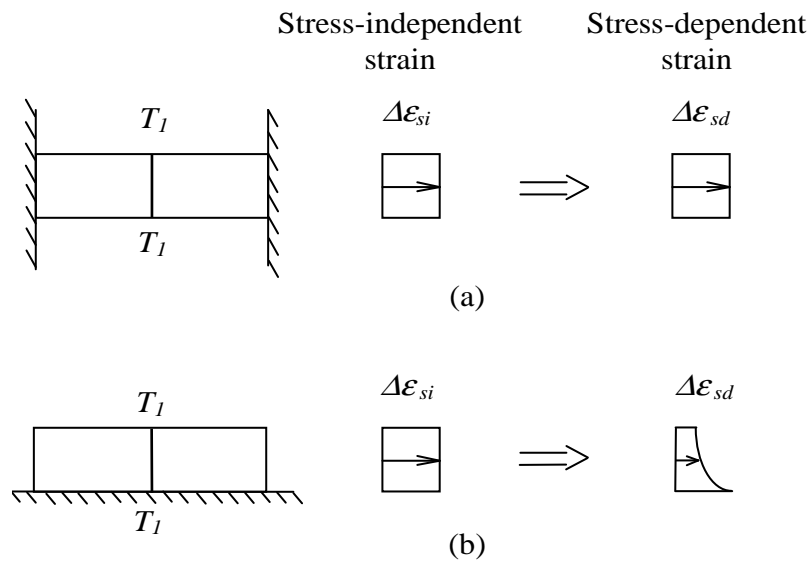 Stress-independent
strain
Stress-dependent
strain
T1
Δεsi
Δεsd
T1
(a)
T1
Δεsi
Δεsd
T1
(b)